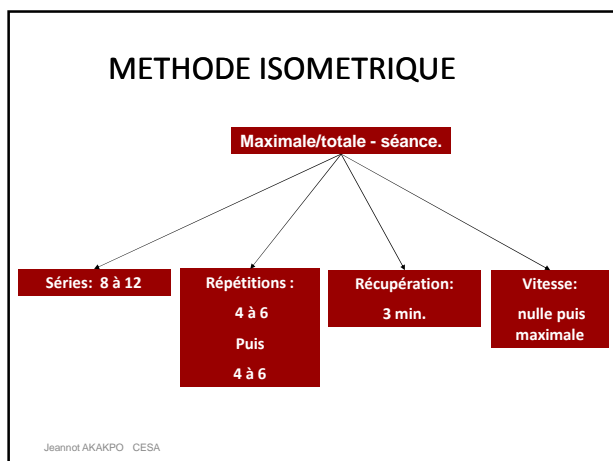 METHODE ISOMETRIQUE
Maximale/totale - séance.
Séries: 8 à 12
Répétitions :
4 à 6
Puis
4 à 6
Récupération:
3 min.
Vitesse:
nulle puis
maximale
Jeannot AKAKPO CESA